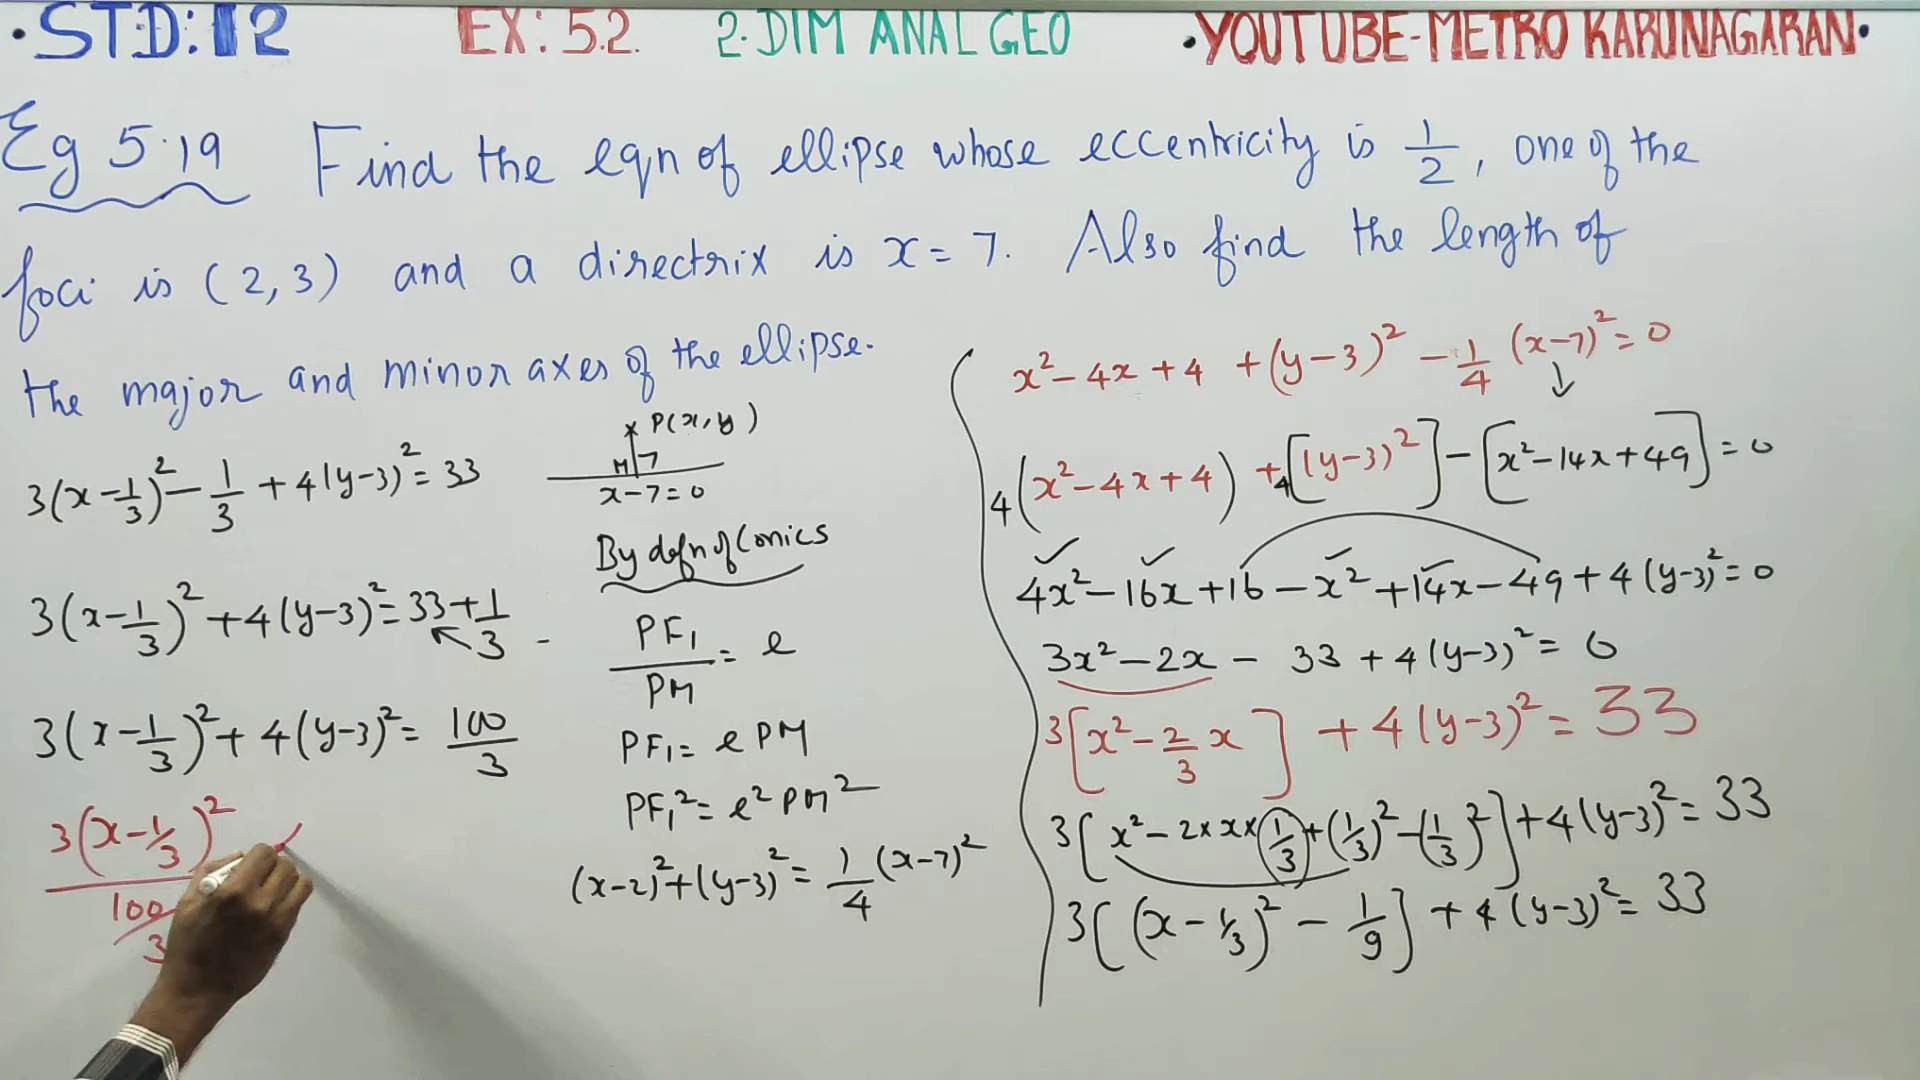 •STD: 12 EX: 5.2. 2. DIM ANAL GEO •YOUTUBE-METRO KARUNAGARAN•
Eg 5.19 Find the eqn of ellipse whose eccentricity is 1/2, one of the
foci is (2,3) and a directrix is x=7. Also find the length of
the major and minor axes of the ellipse.
3(x-1/3)² - 1/3 + 4(y-3)² = 33
3(x-1/3)² + 4(y-3)² = 33+1/3
3(x-1/3)² + 4(y-3)² = 100/3
3(x-1/3)²
100/3
P(x,y)
M
x-7=0
By defn of Conics
PF₁/PM = e
PF₁ = e PM
PF₁² = e² PM²
(x-2)²+(y-3)² = 1/4 (x-7)²
x²-4x+4 +(y-3)² - 1/4 (x-7)² = 0
4(x²-4x+4) +4[(y-3)²] - [x²-14x+49] = 0
4x²-16x+16-x²+14x-49+4(y-3)²=0
3x²-2x-33+4(y-3)²=0
3[x²-2/3 x] + 4(y-3)² = 33
3[x²-2×x×1/3+(1/3)²-(1/3)²]+4(y-3)²=33
3[(x-1/3)² - 1/9] + 4(y-3)² = 33